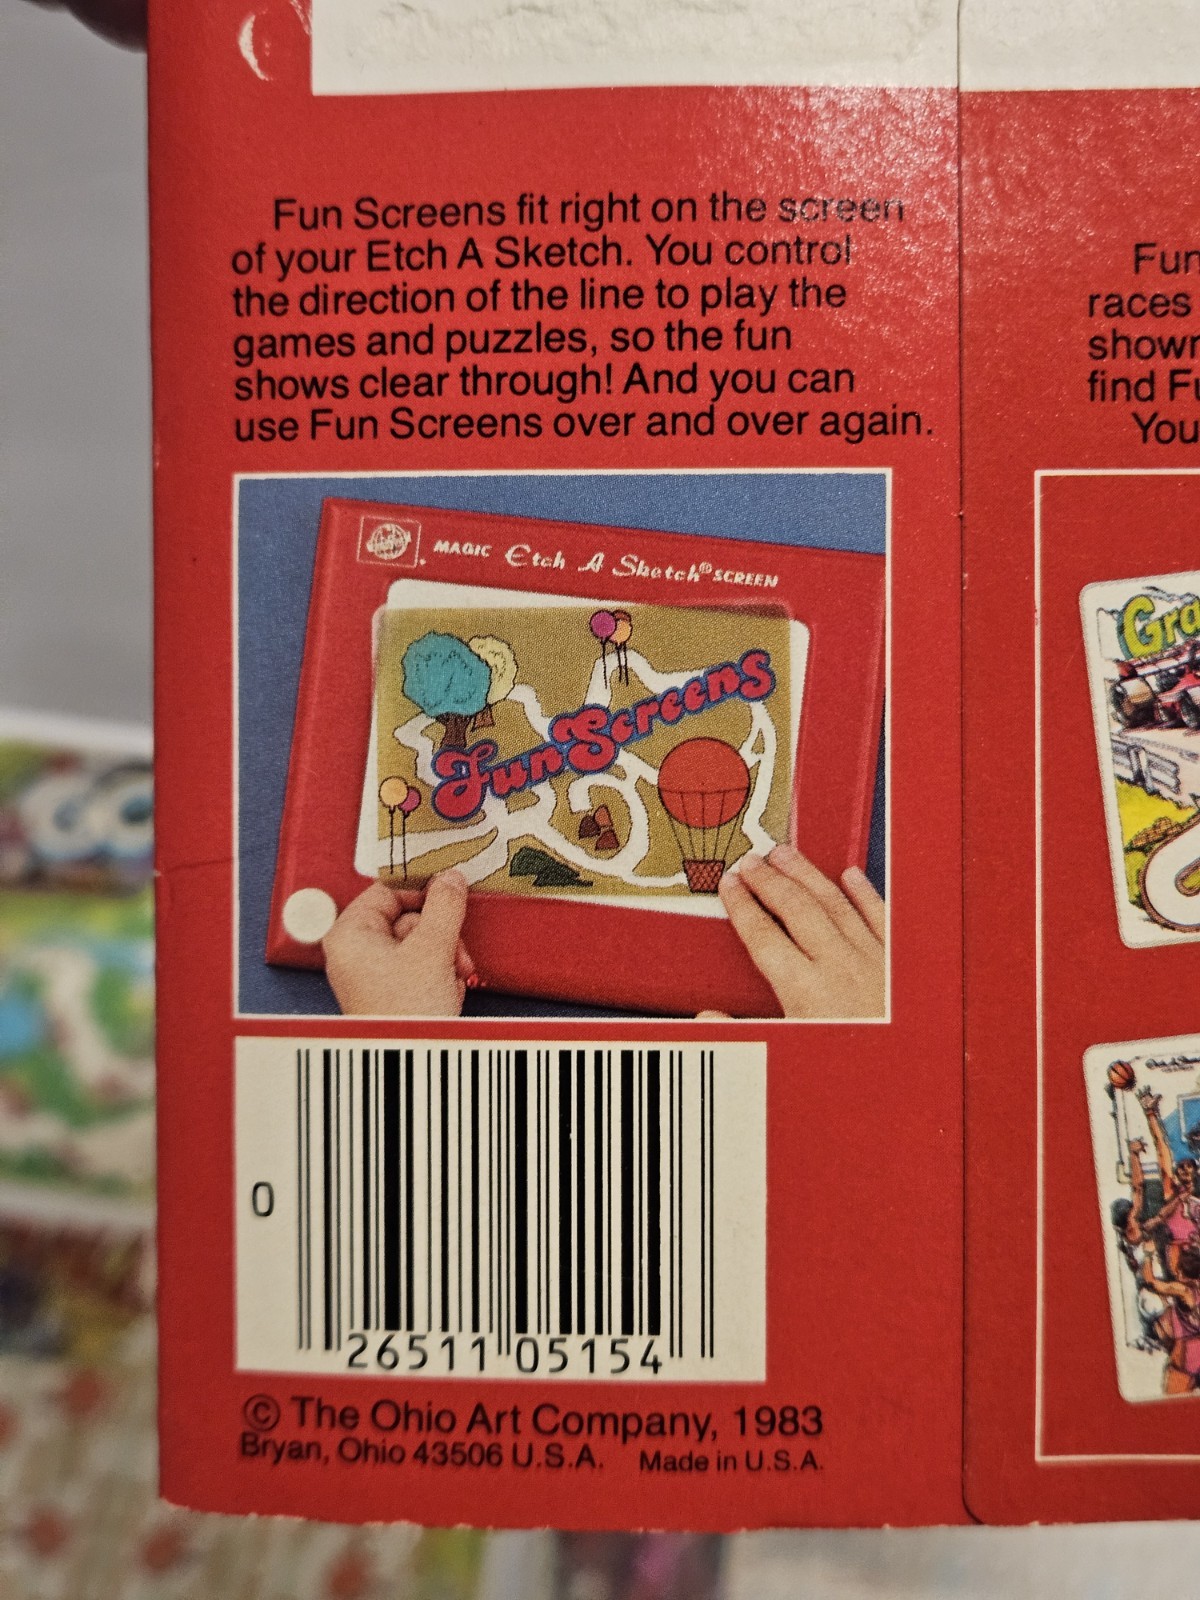 Fun Screens fit right on the screen
of your Etch A Sketch. You control
the direction of the line to play the
games and puzzles, so the fun
shows clear through! And you can
use Fun Screens over and over again.
MAGIC Etch A Sketch® SCREEN
Fun Screens
0
26511 05154
© The Ohio Art Company, 1983
Bryan, Ohio 43506 U.S.A. Made in U.S.A.
races
find
You